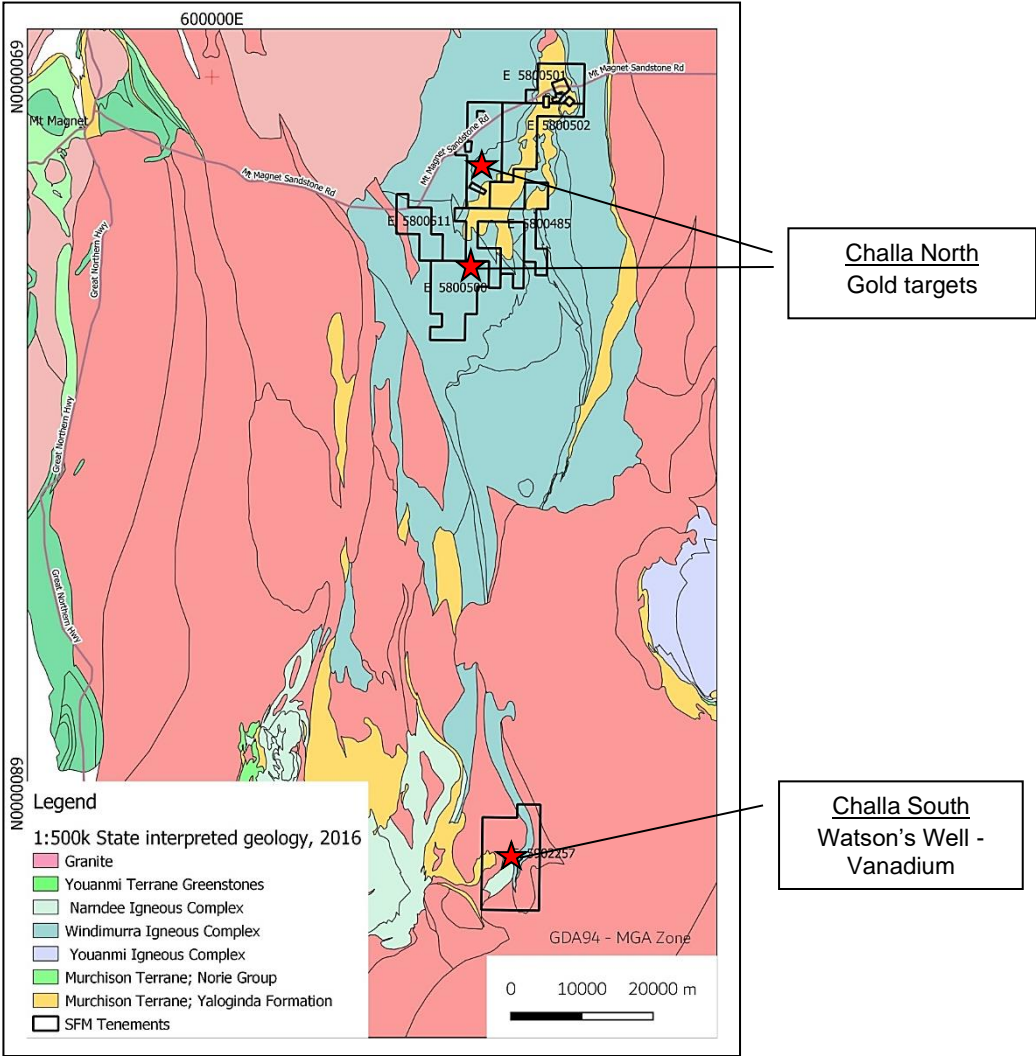 600000E
N0000069
Mt Magnet
E 5800501
Mt Magnet Sandstone Rd
E 5800502
Mt Magnet Sandstone Rd
Mt Magnet Sandstone Rd
E 5800511
E 5800485
E 5800500
Great Northern Hwy
Great Northern Hwy
Great Northern Hwy
Challa North
Gold targets
N0000089
5902257
Challa South
Watson's Well -
Vanadium
GDA94 - MGA Zone
0 10000 20000 m
Legend
1:500k State interpreted geology, 2016
Granite
Youanmi Terrane Greenstones
Narndee Igneous Complex
Windimurra Igneous Complex
Youanmi Igneous Complex
Murchison Terrane; Norie Group
Murchison Terrane; Yaloginda Formation
SFM Tenements